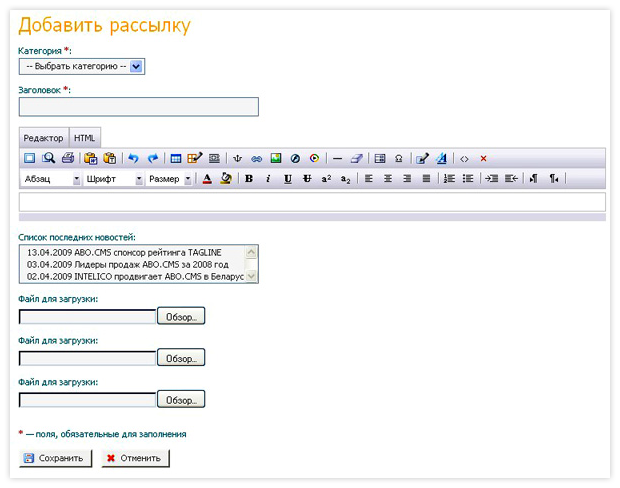 Добавить рассылку
Категория *:
-- Выбрать категорию --
Заголовок *:
Редактор HTML
Абзац Шрифт Размер
Список последних новостей:
13.04.2009 ABO.CMS спонсор рейтинга TAGLINE
03.04.2009 Лидеры продаж ABO.CMS за 2008 год
02.04.2009 INTELICO продвигает ABO.CMS в Беларус
Файл для загрузки:
Обзор...
Файл для загрузки:
Обзор...
Файл для загрузки:
Обзор...
* — поля, обязательные для заполнения
Сохранить Отменить